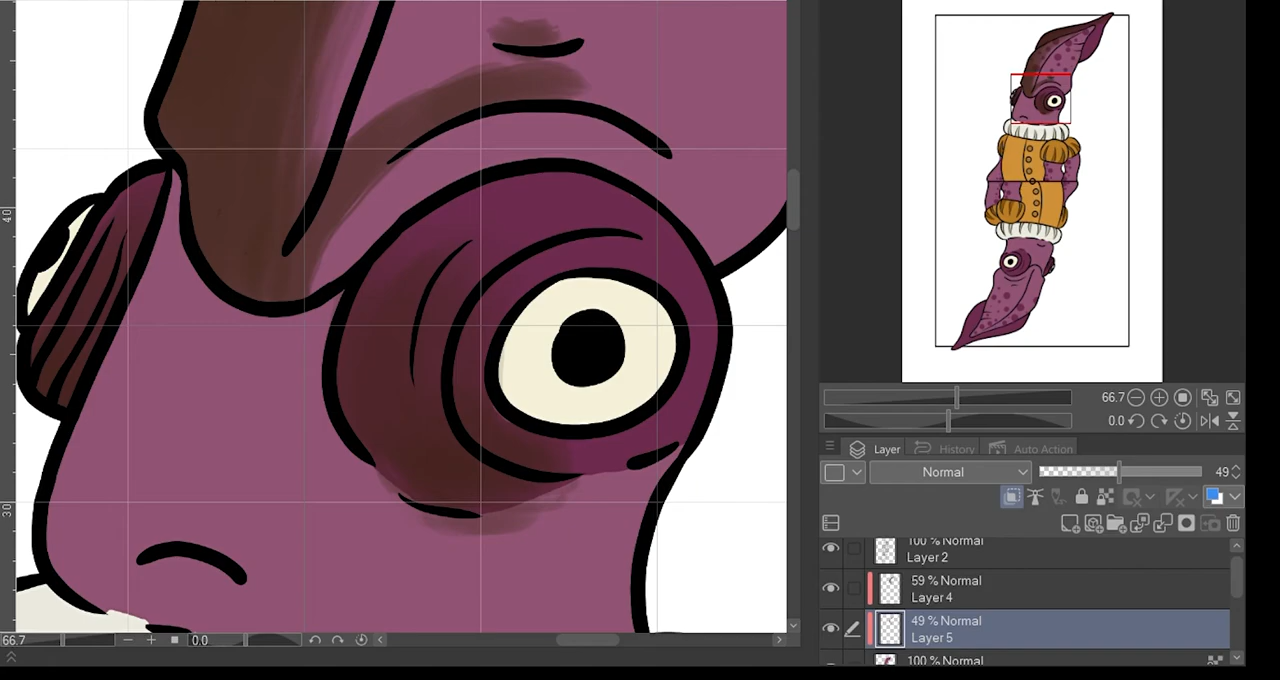 40
30
66.7
0.0
66.7
0.0
Layer
History
Auto Action
Normal
49
100 % Normal
Layer 2
59 % Normal
Layer 4
49 % Normal
Layer 5
100 % Normal